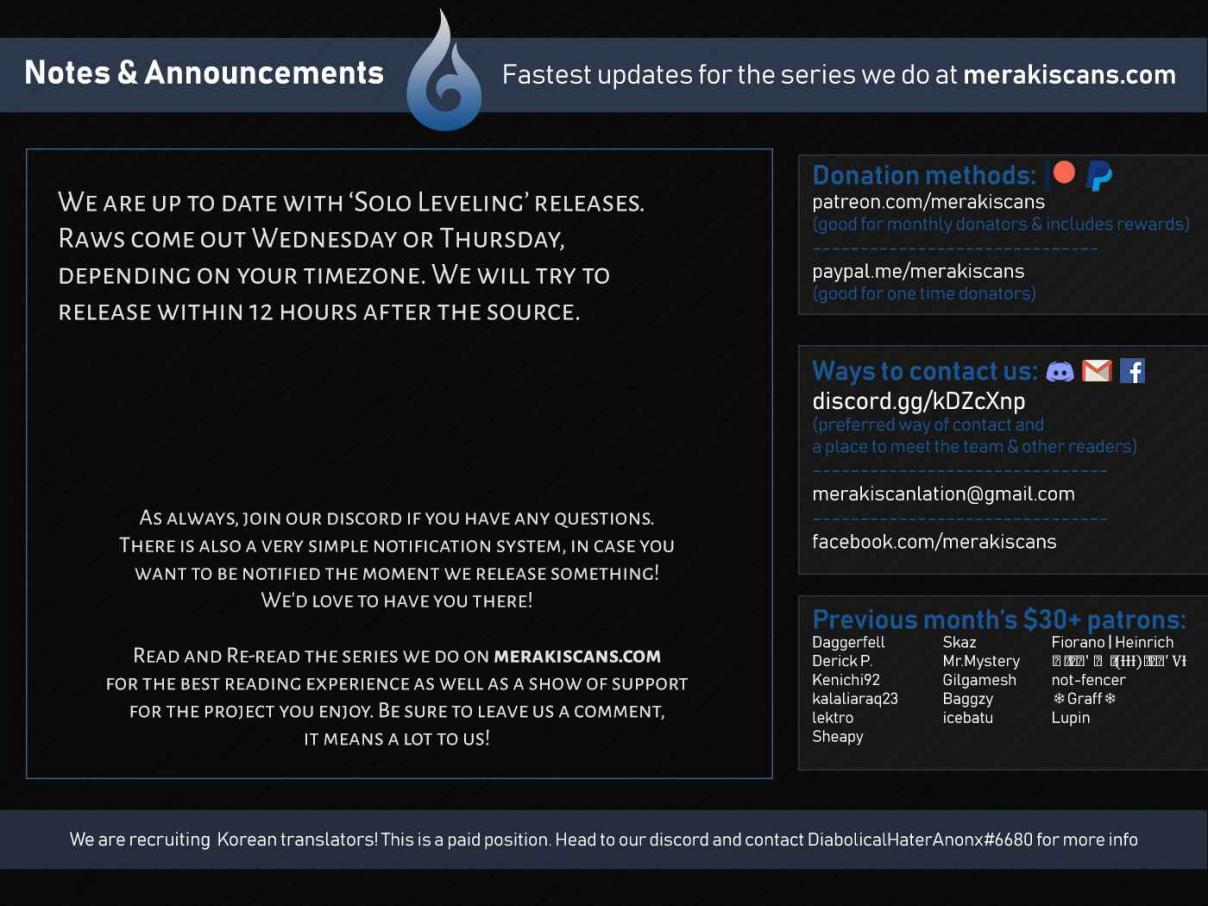 Notes & Announcements
Fastest updates for the series we do at merakiscans.com
We are up to date with ‘Solo Leveling’ releases.
Raws come out Wednesday or Thursday,
depending on your timezone. We will try to
release within 12 hours after the source.
As always, join our discord if you have any questions.
There is also a very simple notification system, in case you
want to be notified the moment we release something!
We'd love to have you there!
Read and Re-read the series we do on merakiscans.com
for the best reading experience as well as a show of support
for the project you enjoy. Be sure to leave us a comment,
it means a lot to us!
Donation methods:
patreon.com/merakiscans
(good for monthly donators & includes rewards)
------------------------------
paypal.me/merakiscans
(good for one time donators)
Ways to contact us:
discord.gg/kDZcXnp
(preferred way of contact and
a place to meet the team & other readers)
-------------------------------
merakiscanlation@gmail.com
-------------------------------
facebook.com/merakiscans
Previous month’s $30+ patrons:
Daggerfell Skaz Fiorano|Heinrich
Derick P. Mr.Mystery
Kenichi92 Gilgamesh not-fencer
kalaliaraq23 Baggzy ❄Graff❄
lektro icebatu Lupin
Sheapy
We are recruiting Korean translators! This is a paid position. Head to our discord and contact DiabolicalHaterAnonx#6680 for more info